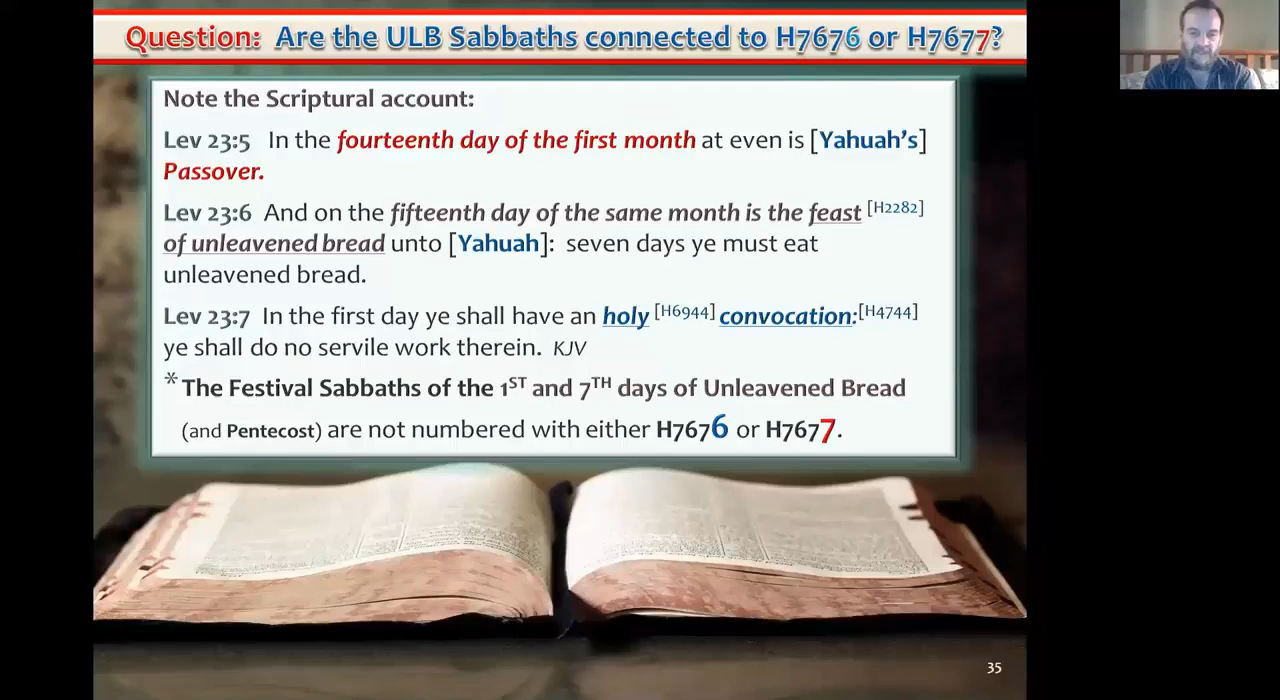 Question: Are the ULB Sabbaths connected to H7676 or H7677?
Note the Scriptural account:
Lev 23:5 In the fourteenth day of the first month at even is [Yahuah's]
Passover.
Lev 23:6 And on the fifteenth day of the same month is the feast [H2282]
of unleavened bread unto [Yahuah]: seven days ye must eat
unleavened bread.
Lev 23:7 In the first day ye shall have an holy [H6944] convocation:[H4744]
ye shall do no servile work therein. KJV
* The Festival Sabbaths of the 1ST and 7TH days of Unleavened Bread
(and Pentecost) are not numbered with either H7676 or H7677.
35